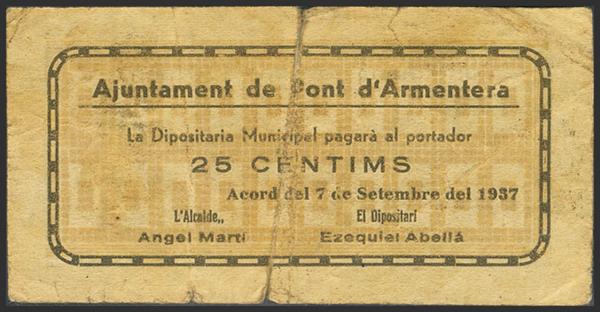 Ajuntament de Pont d'Armentera
La Dipositaria Municipal pagarà al portador
25 CENTIMS
Acord del 7 de Setembre del 1937
L'Alcalde,, El Dipositari
Angel Martí Ezequiel Abellá